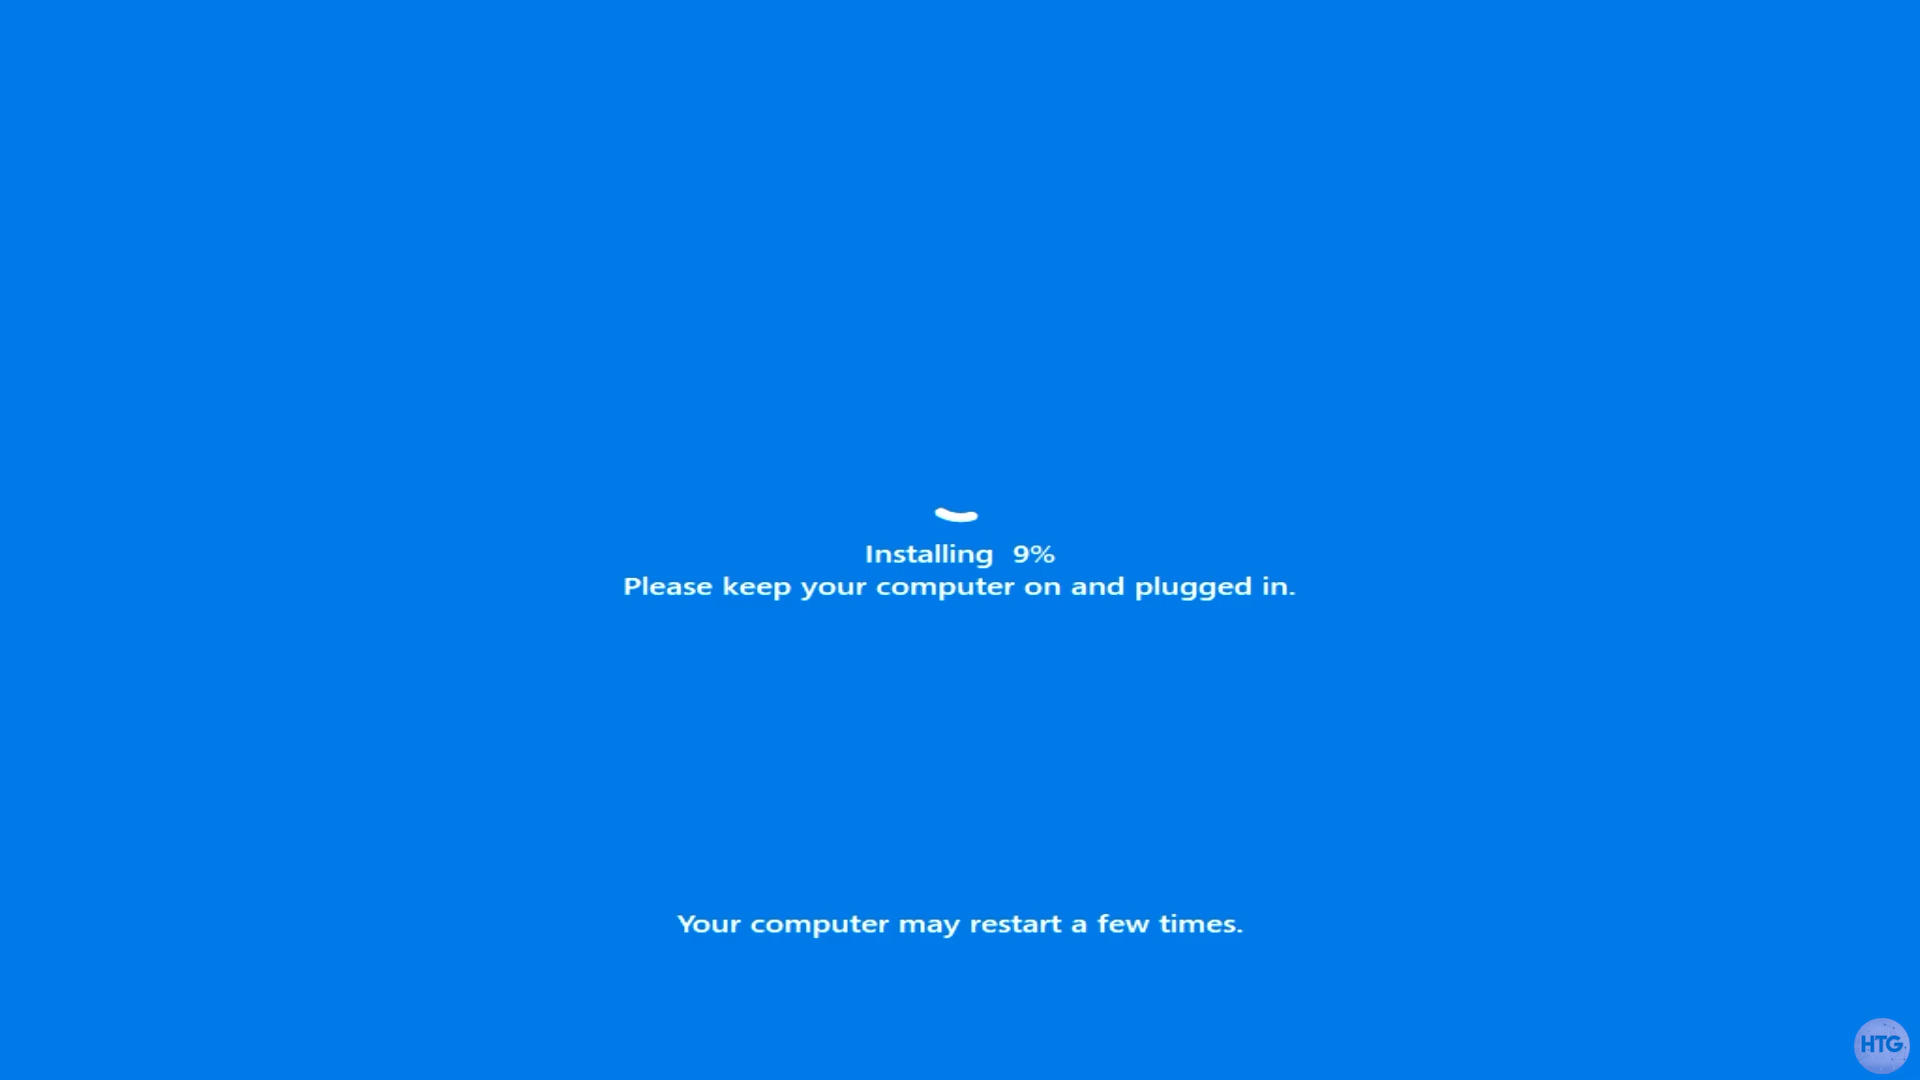 Installing 9%
Please keep your computer on and plugged in.
Your computer may restart a few times.
HTG